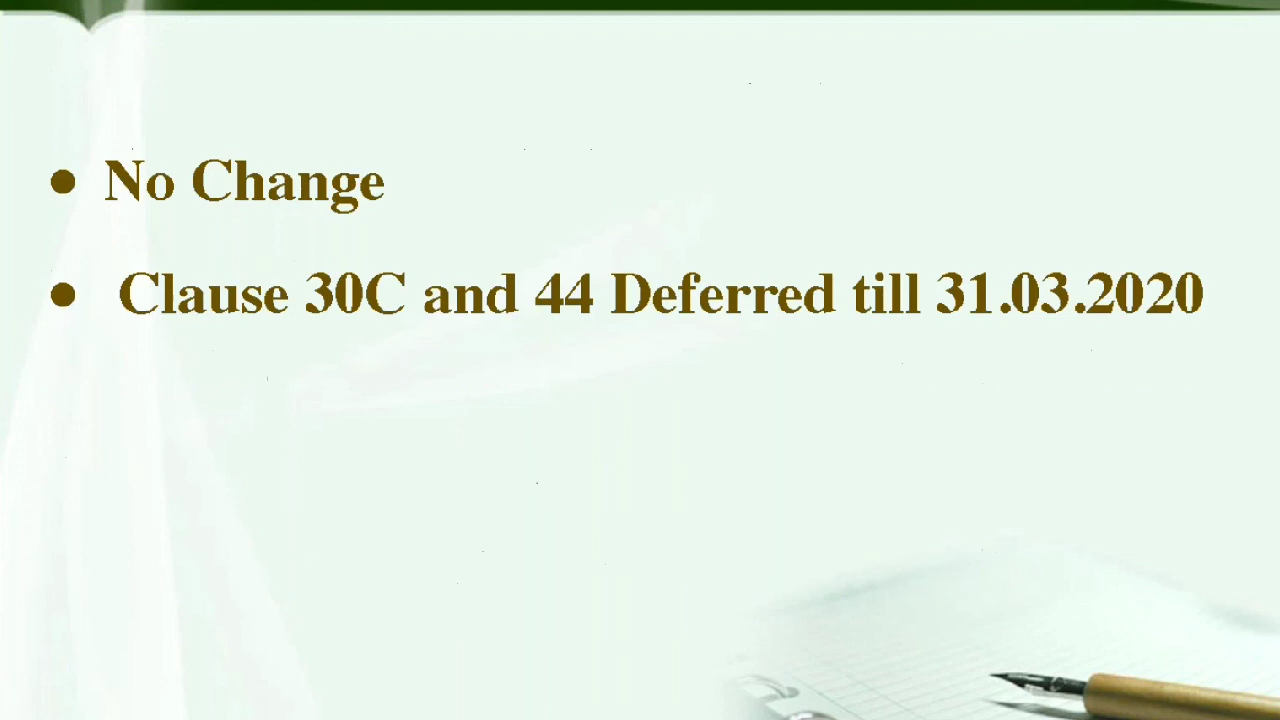 • No Change
• Clause 30C and 44 Deferred till 31.03.2020